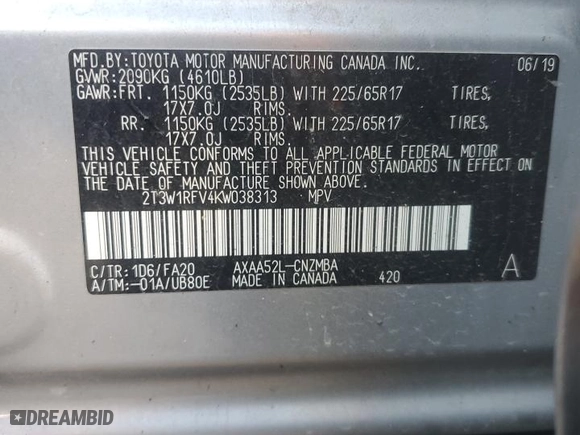 MFD.BY:TOYOTA MOTOR MANUFACTURING CANADA INC. 06/19
GVWR:2090KG (4610LB)
GAWR:FRT. 1150KG (2535LB) WITH 225/65R17 TIRES,
17X7.0J RIMS.
RR. 1150KG (2535LB) WITH 225/65R17 TIRES,
17X7.0J RIMS.
THIS VEHICLE CONFORMS TO ALL APPLICABLE FEDERAL MOTOR
VEHICLE SAFETY AND THEFT PREVENTION STANDARDS IN EFFECT
ON THE DATE OF MANUFACTURE SHOWN ABOVE.
2T3W1RFV4KW038313 MPV
C/TR: 1D6/FA20 AXAA52L-CNZMBA A
A/TM:-01A/UB80E MADE IN CANADA 420
DREAMBID